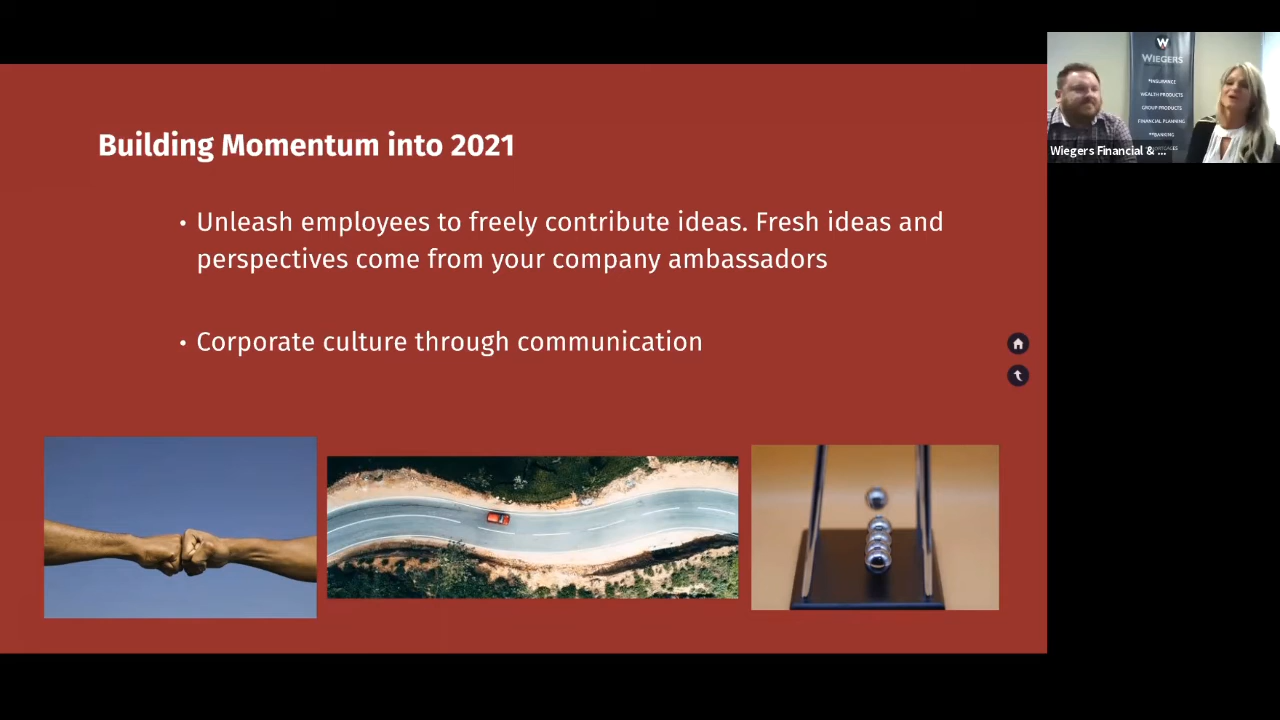 Building Momentum into 2021
• Unleash employees to freely contribute ideas. Fresh ideas and
perspectives come from your company ambassadors
• Corporate culture through communication
W
WIEGERS
*INSURANCE
WEALTH PRODUCTS
GROUP PRODUCTS
FINANCIAL PLANNING
**BANKING
Wiegers Financial & ...